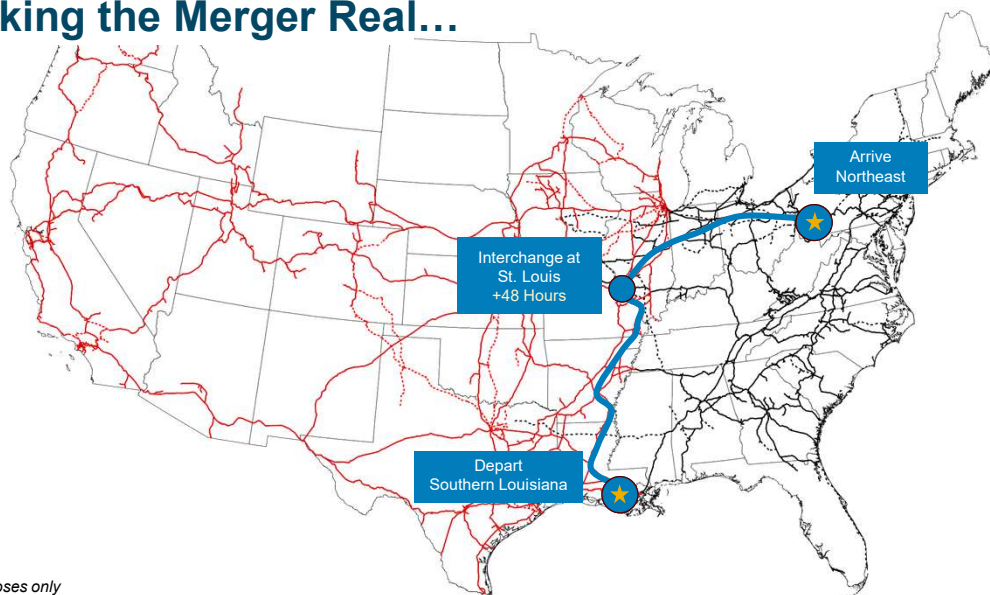 king the Merger Real…
Arrive
Northeast
Interchange at
St. Louis
+48 Hours
Depart
Southern Louisiana
oses only